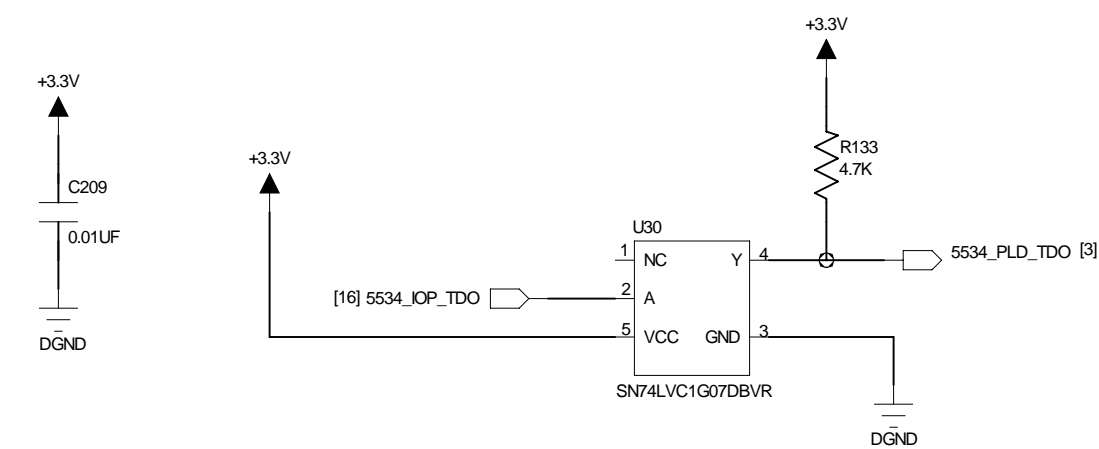 +3.3V
+3.3V
C209
R133
4.7K
+3.3V
0.01UF
U30
1 NC Y 4
5534_PLD_TDO [3]
[16] 5534_IOP_TDO 2 A
5 VCC GND 3
DGND
SN74LVC1G07DBVR
DGND